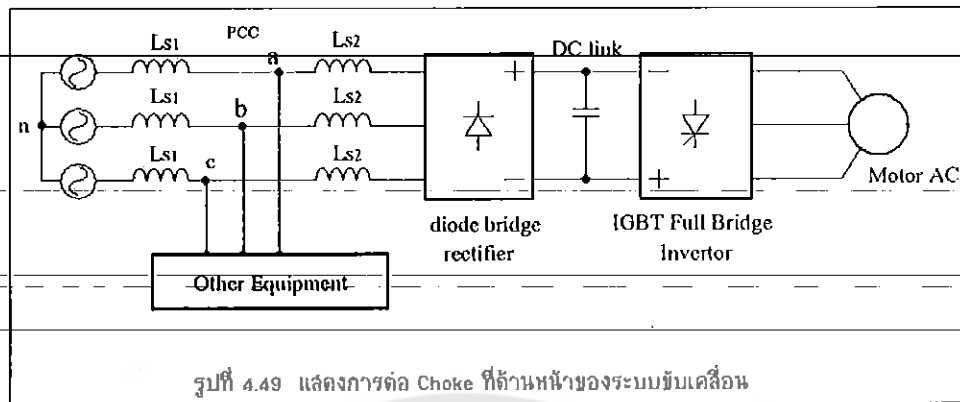 PCC
Ls1
Ls2
DC link
a
+
−
Ls1
Ls2
n
b
Ls1
Ls2
c
−
+
Motor AC
diode bridge
rectifier
IGBT Full Bridge
Invertor
Other Equipment
รูปที่ 4.49 แสดงการต่อ Choke ที่ด้านหน้าของระบบขับเคลื่อน